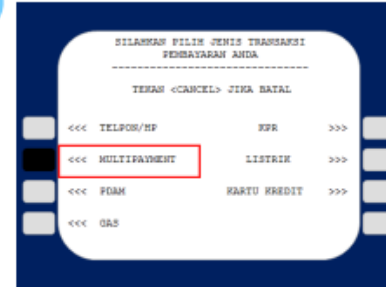 SILAHKAN PILIH JENIS TRANSAKSI
PEMBAYARAN ANDA
--------------------------------
TEKAN <CANCEL> JIKA BATAL
<<< TELPON/HP KPR >>>
<<< MULTIPAYMENT LISTRIK >>>
<<< PDAM KARTU KREDIT >>>
<<< GAS